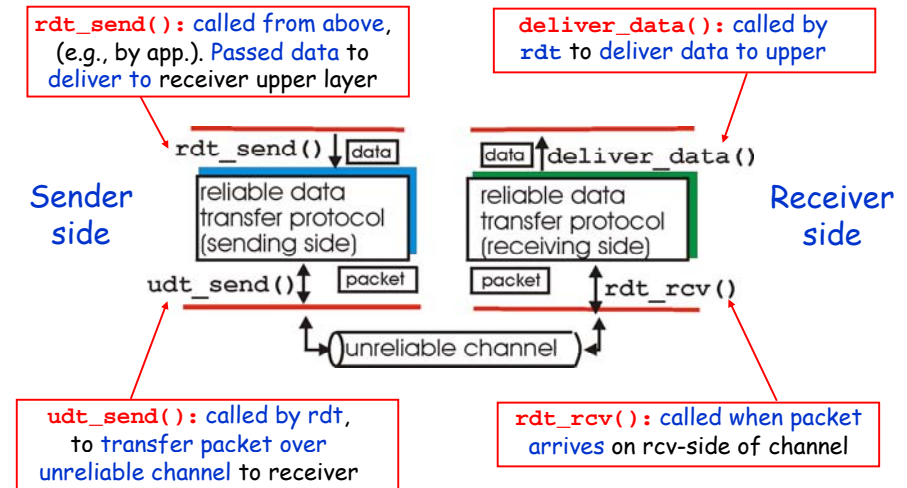 rdt_send(): called from above,
(e.g., by app.). Passed data to
deliver to receiver upper layer
deliver_data(): called by
rdt to deliver data to upper
rdt_send()
data
data
deliver_data()
Sender
side
reliable data
transfer protocol
(sending side)
reliable data
transfer protocol
(receiving side)
Receiver
side
udt_send()
packet
packet
rdt_rcv()
unreliable channel
udt_send(): called by rdt,
to transfer packet over
unreliable channel to receiver
rdt_rcv(): called when packet
arrives on rcv-side of channel